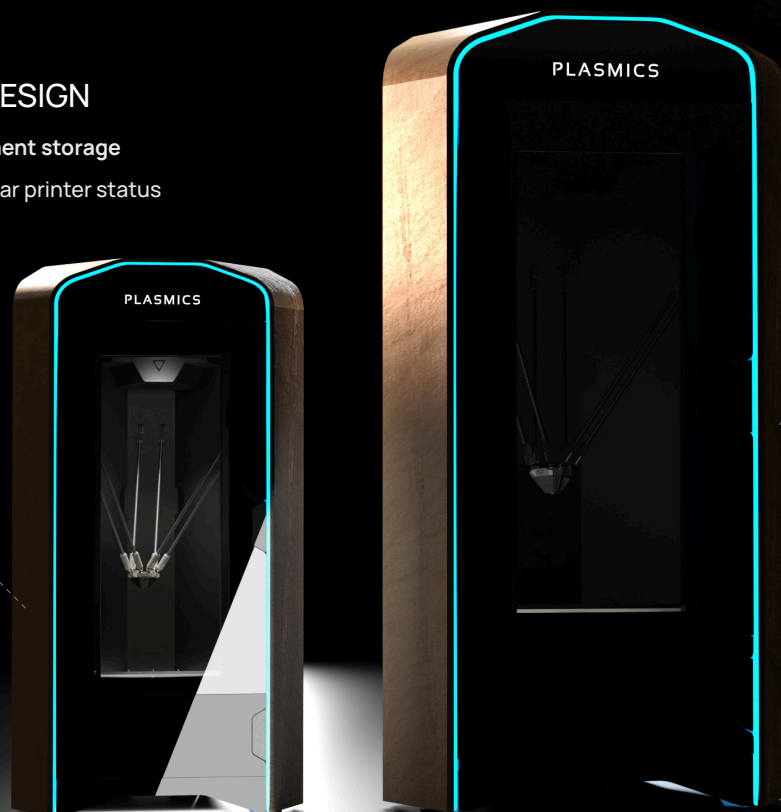 ESIGN
ent storage
ar printer status
PLASMICS
PLASMICS